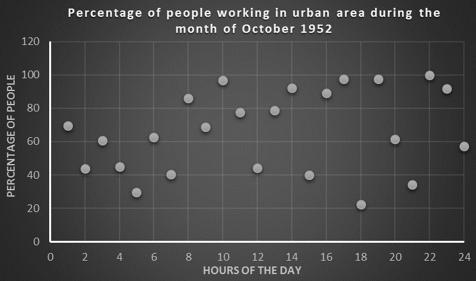 Percentage of people working in urban area during the
month of October 1952
120
100
80
60
40
20
0
PERCENTAGE OF PEOPLE
0 2 4 6 8 10 12 14 16 18 20 22 24
HOURS OF THE DAY